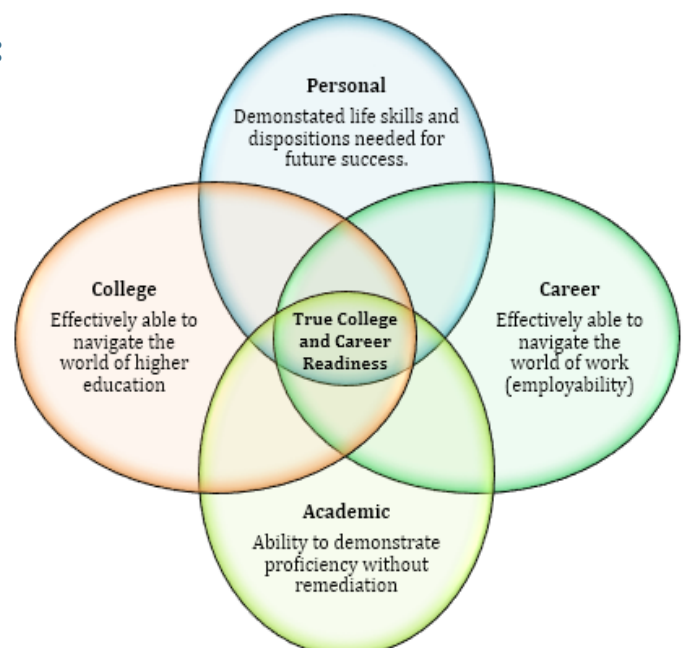 :
Personal
Demonstated life skills and
dispositions needed for
future success.
College
Effectively able to
navigate the
world of higher
education
True College
and Career
Readiness
Career
Effectively able to
navigate the
world of work
(employability)
Academic
Ability to demonstrate
proficiency without
remediation